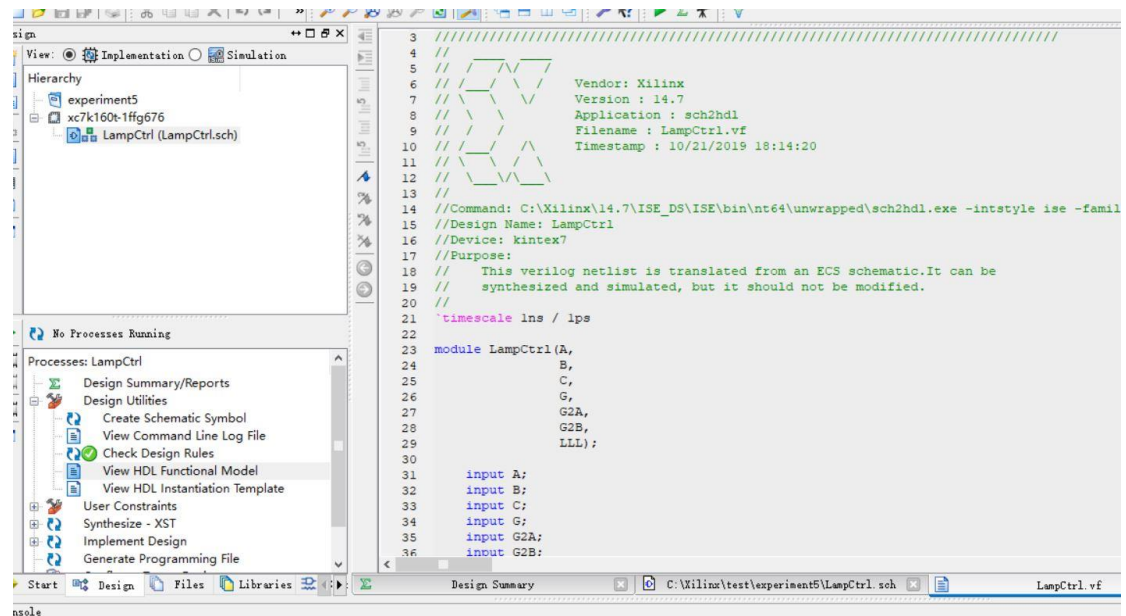 View: Implementation Simulation
Hierarchy
experiment5
xc7k160t-1ffg676
LampCtrl (LampCtrl.sch)
No Processes Running
Processes: LampCtrl
Design Summary/Reports
Design Utilities
Create Schematic Symbol
View Command Line Log File
Check Design Rules
View HDL Functional Model
View HDL Instantiation Template
User Constraints
Synthesize - XST
Implement Design
Generate Programming File
Start Design Files Libraries
3 ////////////////////////////////////////////////////////////////////////////////
4 // ____ ____
5 // / /\/ /
6 // /___/ \ / Vendor: Xilinx
7 // \ \ \/ Version : 14.7
8 // \ \ Application : sch2hdl
9 // / / Filename : LampCtrl.vf
10 // /___/ /\ Timestamp : 10/21/2019 18:14:20
11 // \ \ / \
12 // \___\/\___\
13 //
14 //Command: C:\Xilinx\14.7\ISE_DS\ISE\bin\nt64\unwrapped\sch2hdl.exe -intstyle ise -famil
15 //Design Name: LampCtrl
16 //Device: kintex7
17 //Purpose:
18 // This verilog netlist is translated from an ECS schematic.It can be
19 // synthesized and simulated, but it should not be modified.
20 //
21 `timescale 1ns / 1ps
22
23 module LampCtrl(A,
24 B,
25 C,
26 G,
27 G2A,
28 G2B,
29 LLL);
30
31 input A;
32 input B;
33 input C;
34 input G;
35 input G2A;
36 input G2B;
Design Summary C:\Xilinx\test\experiment5\LampCtrl.sch LampCtrl.vf